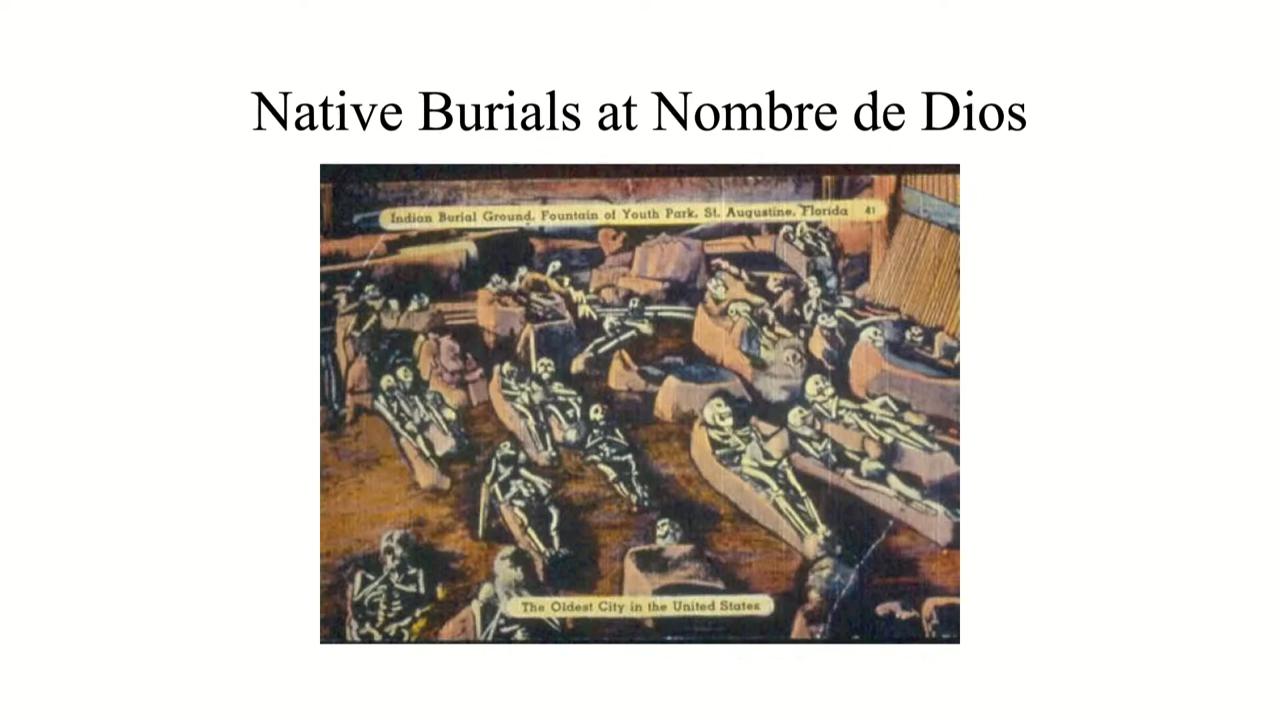 Native Burials at Nombre de Dios
Indian Burial Ground, Fountain of Youth Park, St. Augustine, Florida 41
The Oldest City in the United States